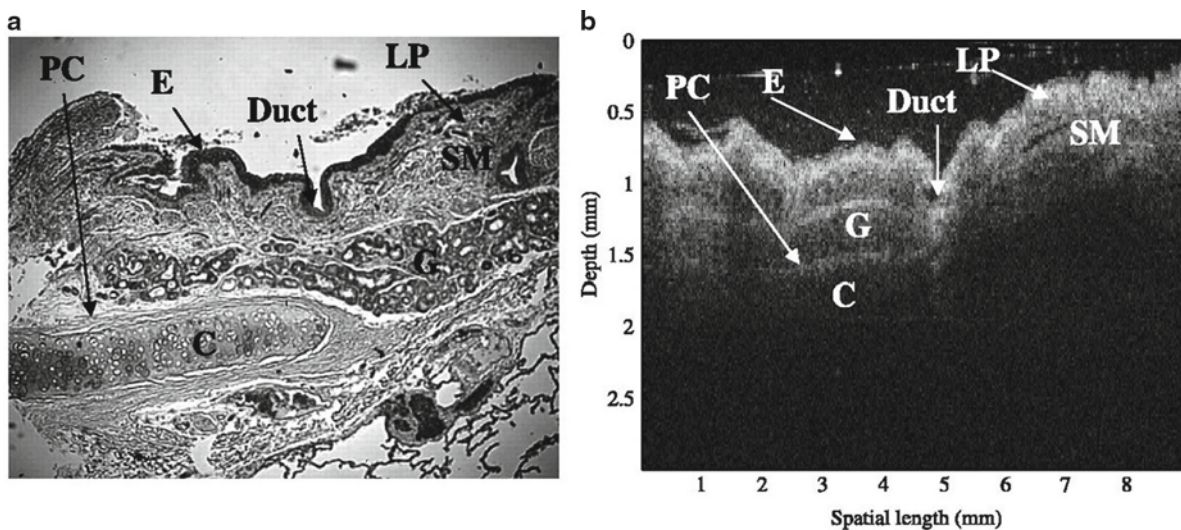 a
PC
E
Duct
LP
SM
G
C
b
0
0.5
1
1.5
2
2.5
Depth (mm)
PC
E
Duct
LP
SM
G
C
1 2 3 4 5 6 7 8
Spatial length (mm)